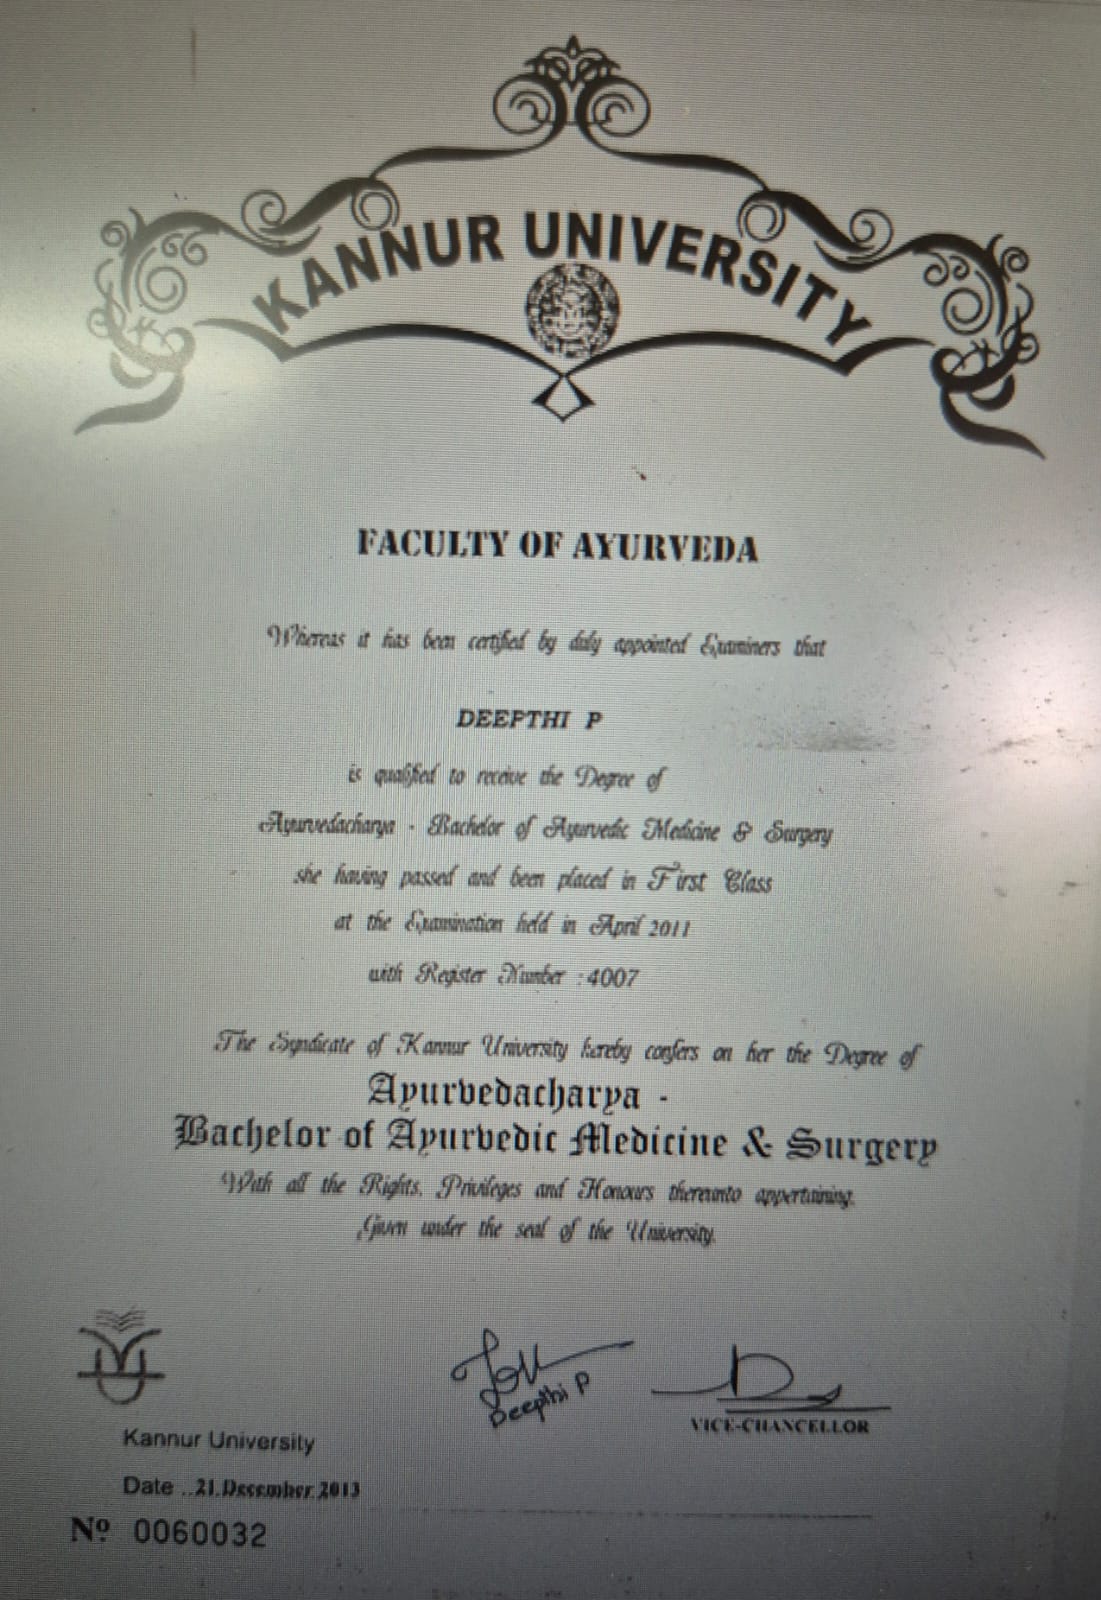 KANNUR UNIVERSITY
FACULTY OF AYURVEDA
Whereas it has been certified by duly appointed Examiners that
DEEPTHI P
is qualified to receive the Degree of
Ayurvedacharya - Bachelor of Ayurvedic Medicine & Surgery
she having passed and been placed in First Class
at the Examination held in April 2011
with Register Number : 4007
The Syndicate of Kannur University hereby confers on her the Degree of
Ayurvedacharya -
Bachelor of Ayurvedic Medicine & Surgery
With all the Rights, Privileges and Honours thereunto appertaining.
Given under the seal of the University.
Deepthi P
VICE-CHANCELLOR
Kannur University
Date ..21.December.2013
Nº 0060032